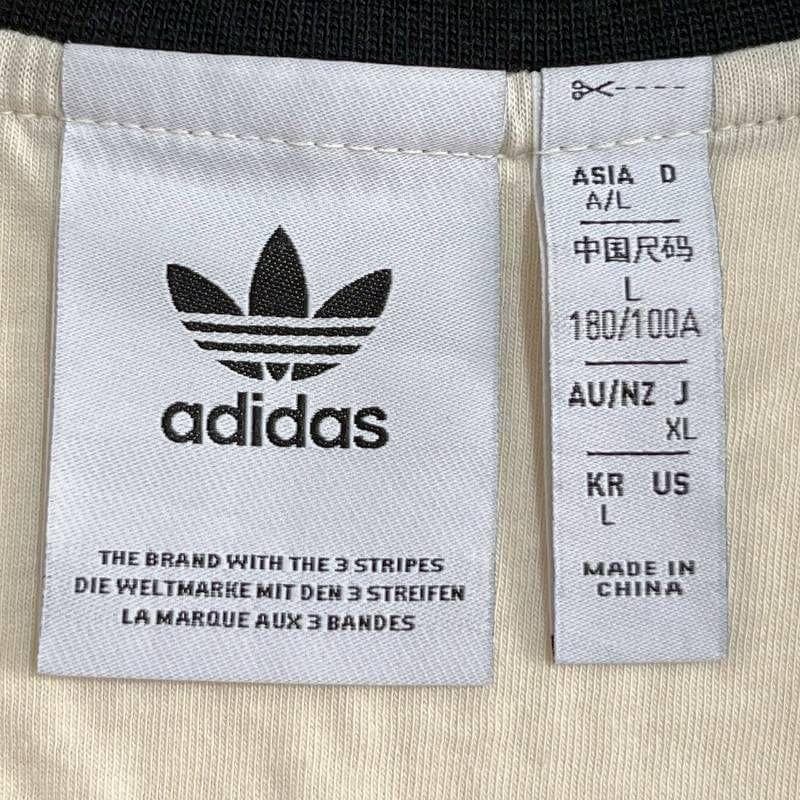 adidas
THE BRAND WITH THE 3 STRIPES
DIE WELTMARKE MIT DEN 3 STREIFEN
LA MARQUE AUX 3 BANDES
ASIA D
A/L
中国尺码
L
180/100A
AU/NZ J
XL
KR US
L
MADE IN
CHINA